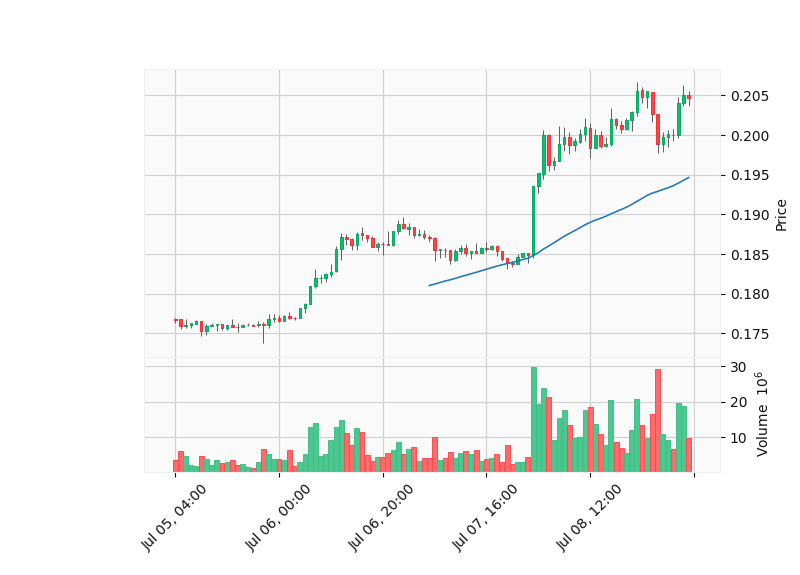 0.205
0.200
0.195
0.190
0.185
0.180
0.175
Price
30
20
10
Volume 10⁶
Jul 05, 04:00
Jul 06, 00:00
Jul 06, 20:00
Jul 07, 16:00
Jul 08, 12:00